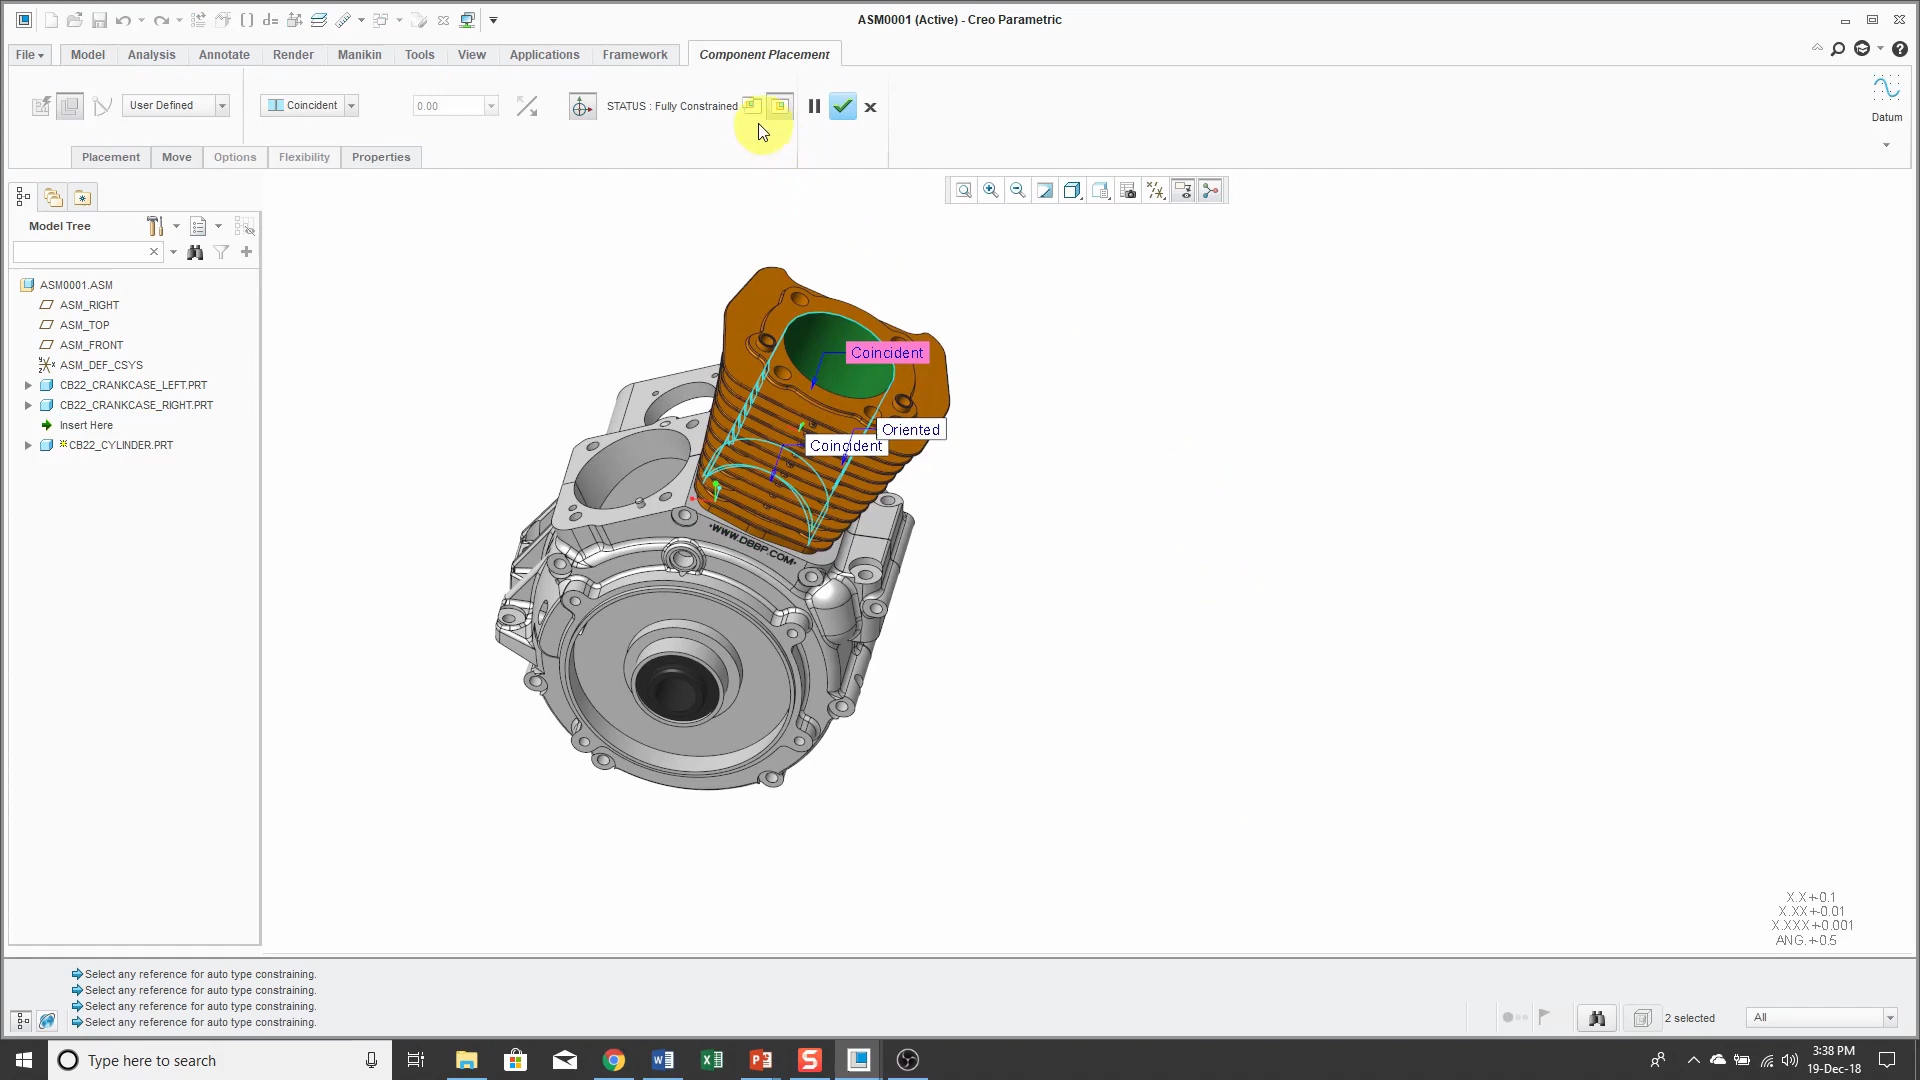 ASM0001 (Active) - Creo Parametric
File Model Analysis Annotate Render Manikin Tools View Applications Framework Component Placement
User Defined Coincident 0.00 STATUS : Fully Constrained
Datum
Placement Move Options Flexibility Properties
Model Tree
ASM0001.ASM
ASM_RIGHT
ASM_TOP
ASM_FRONT
ASM_DEF_CSYS
CB22_CRANKCASE_LEFT.PRT
CB22_CRANKCASE_RIGHT.PRT
Insert Here
CB22_CYLINDER.PRT
Coincident
Oriented
Coincident
•WWW.DBBP.COM•
X.X+-0.1
X.XX+-0.01
X.XXX+-0.001
ANG.+-0.5
Select any reference for auto type constraining.
Select any reference for auto type constraining.
Select any reference for auto type constraining.
Select any reference for auto type constraining.
2 selected All
Type here to search
3:38 PM
19-Dec-18